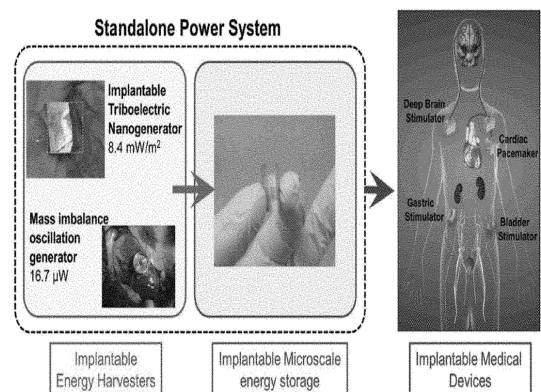 Standalone Power System
Implantable
Triboelectric
Nanogenerator
8.4 mW/m²
Mass imbalance
oscillation
generator
16.7 µW
Deep Brain
Stimulator
Cardiac
Pacemaker
Gastric
Stimulator
Bladder
Stimulator
Implantable
Energy Harvesters
Implantable Microscale
energy storage
Implantable Medical
Devices